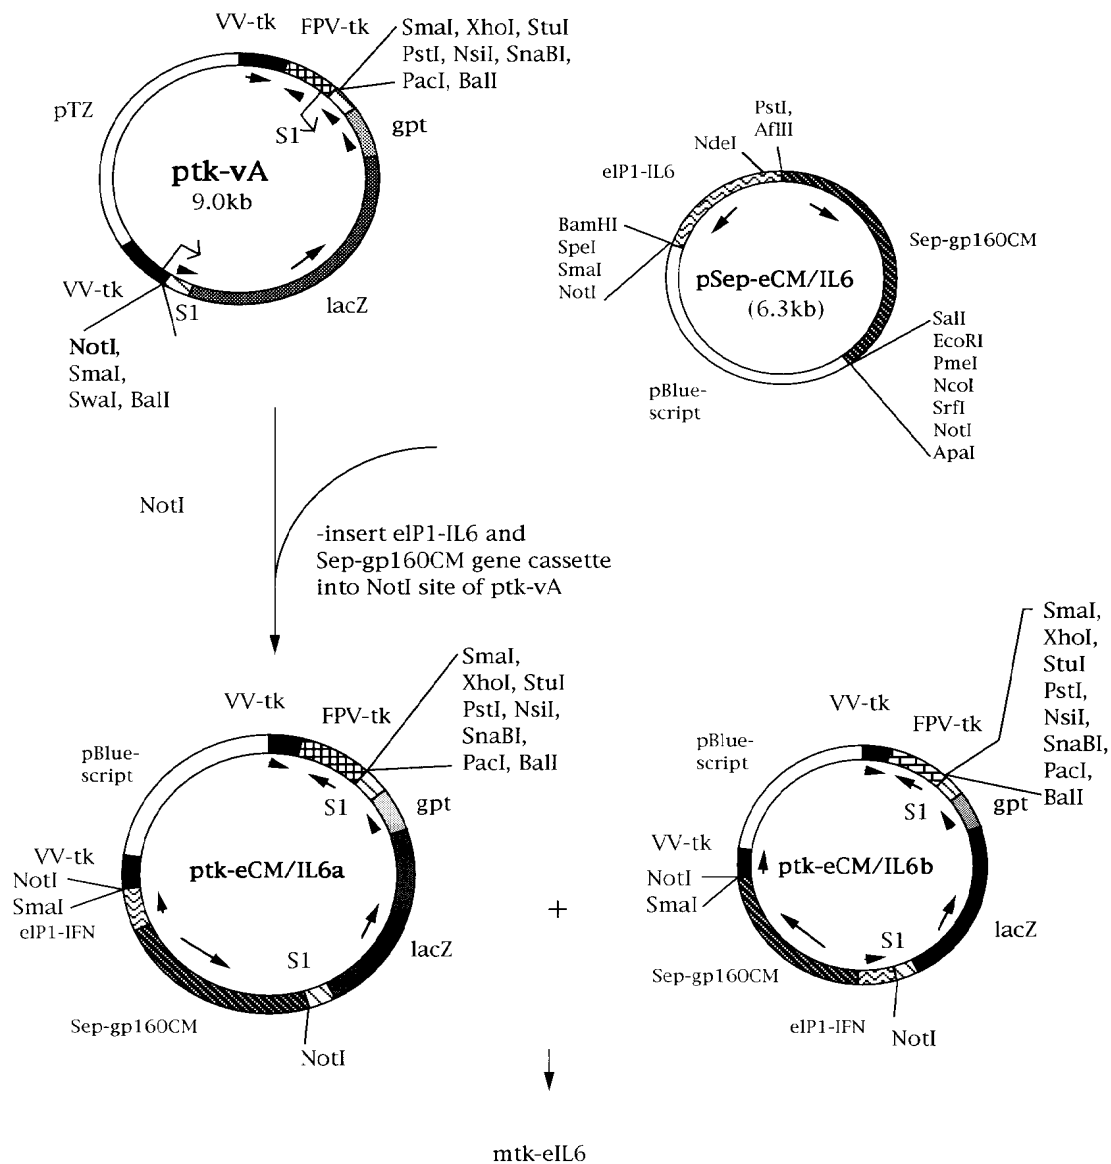 VV-tk
FPV-tk
SmaI, XhoI, StuI
PstI, NsiI, SnaBI,
PacI, BalI
pTZ
S1
gpt
ptk-vA
9.0kb
VV-tk
S1
lacZ
NotI,
SmaI,
SwaI, BalI
PstI,
AflII
NdeI
eIP1-IL6
BamHI
SpeI
SmaI
NotI
Sep-gp160CM
pSep-eCM/IL6
(6.3kb)
pBlue-
script
SalI
EcoRI
PmeI
NcoI
SrfI
NotI
ApaI
NotI
-insert eIP1-IL6 and
Sep-gp160CM gene cassette
into NotI site of ptk-vA
SmaI,
XhoI, StuI
PstI, NsiI,
SnaBI,
PacI, BalI
VV-tk
FPV-tk
pBlue-
script
S1
gpt
VV-tk
NotI
SmaI
eIP1-IFN
ptk-eCM/IL6a
lacZ
S1
Sep-gp160CM
NotI
+
SmaI,
XhoI,
StuI
PstI,
NsiI,
SnaBI,
PacI,
BalI
VV-tk
FPV-tk
pBlue-
script
S1
gpt
VV-tk
NotI
SmaI
ptk-eCM/IL6b
lacZ
S1
Sep-gp160CM
eIP1-IFN
NotI
mtk-eIL6